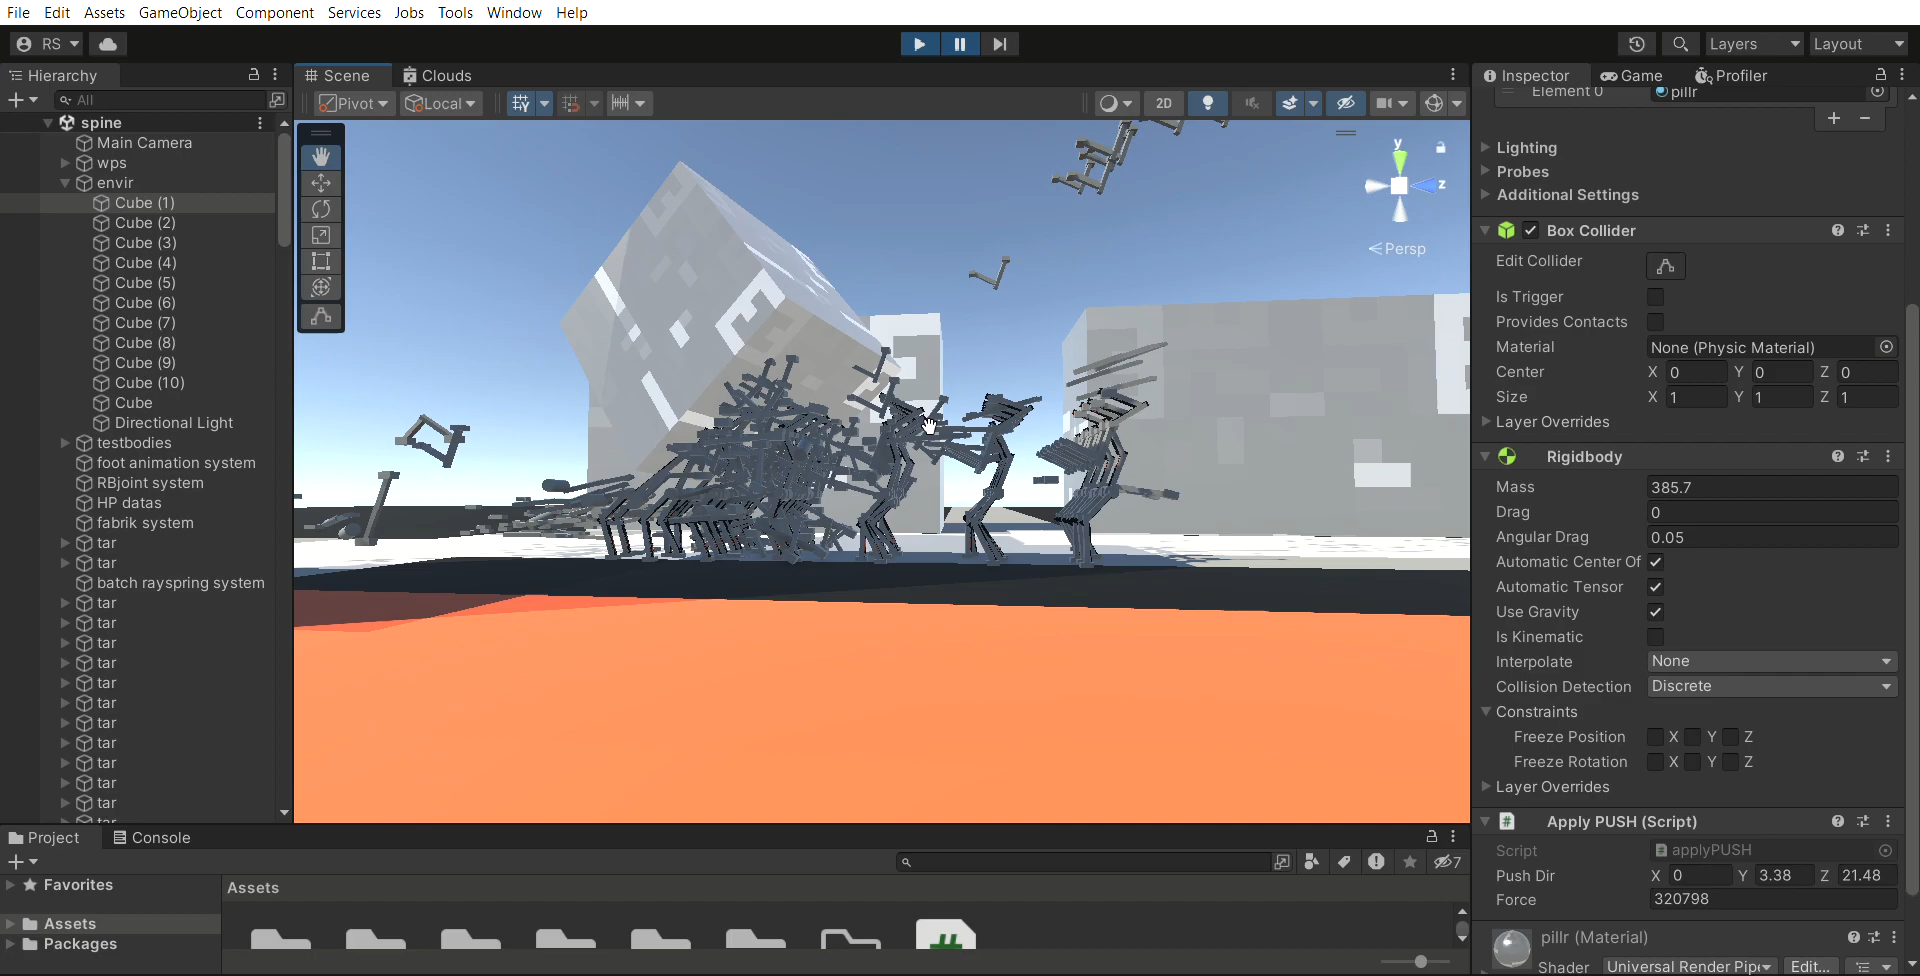 File Edit Assets GameObject Component Services Jobs Tools Window Help
RS Layers Layout
Hierarchy
All
spine
Main Camera
wps
envir
Cube (1)
Cube (2)
Cube (3)
Cube (4)
Cube (5)
Cube (6)
Cube (7)
Cube (8)
Cube (9)
Cube (10)
Cube
Directional Light
testbodies
foot animation system
RBjoint system
HP datas
fabrik system
tar
tar
batch rayspring system
tar
tar
tar
tar
tar
tar
tar
tar
tar
tar
tar
Scene Clouds
Pivot Local 2D
y
z
Persp
Inspector Game Profiler
Element 0 pillr
Lighting
Probes
Additional Settings
Box Collider
Edit Collider
Is Trigger
Provides Contacts
Material None (Physic Material)
Center X 0 Y 0 Z 0
Size X 1 Y 1 Z 1
Layer Overrides
Rigidbody
Mass 385.7
Drag 0
Angular Drag 0.05
Automatic Center Of
Automatic Tensor
Use Gravity
Is Kinematic
Interpolate None
Collision Detection Discrete
Constraints
Freeze Position X Y Z
Freeze Rotation X Y Z
Layer Overrides
# Apply PUSH (Script)
Script applyPUSH
Push Dir X 0 Y 3.38 Z 21.48
Force 320798
pillr (Material)
Shader Universal Render Pipe Edit...
Project Console
7
Favorites
Assets
Packages
Assets
#